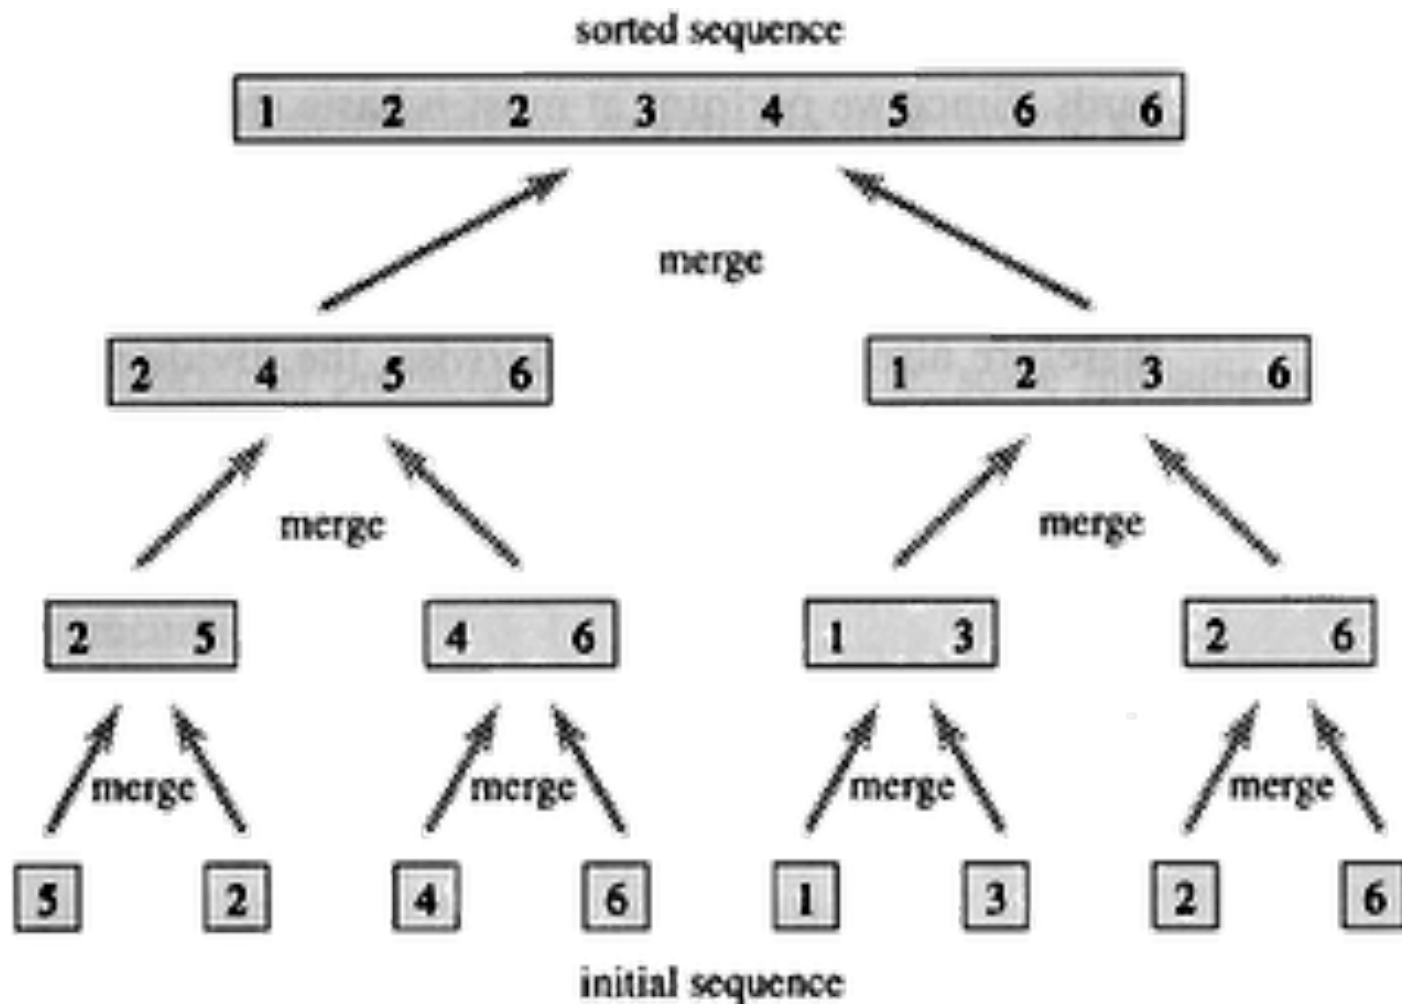 sorted sequence
1 2 2 3 4 5 6 6
merge
2 4 5 6 1 2 3 6
merge merge
2 5 4 6 1 3 2 6
merge merge merge merge
5 2 4 6 1 3 2 6
initial sequence